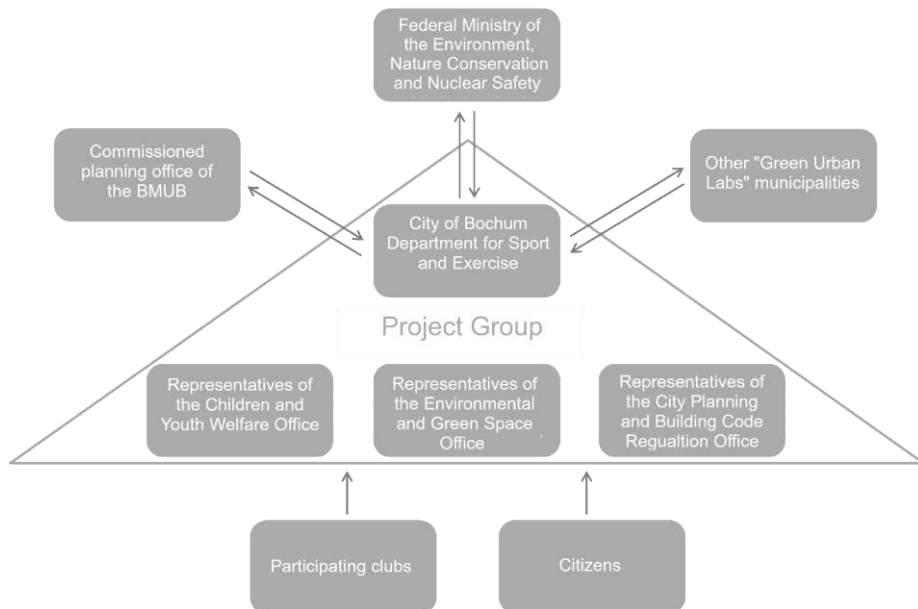 Federal Ministry of
the Environment,
Nature Conservation
and Nuclear Safety
Commissioned
planning office of
the BMUB
Other "Green Urban
Labs" municipalities
City of Bochum
Department for Sport
and Exercise
Project Group
Representatives of
the Children and
Youth Welfare Office
Representatives of
the Environmental
and Green Space
Office
Representatives of
the City Planning
and Building Code
Regualtion Office
Participating clubs
Citizens